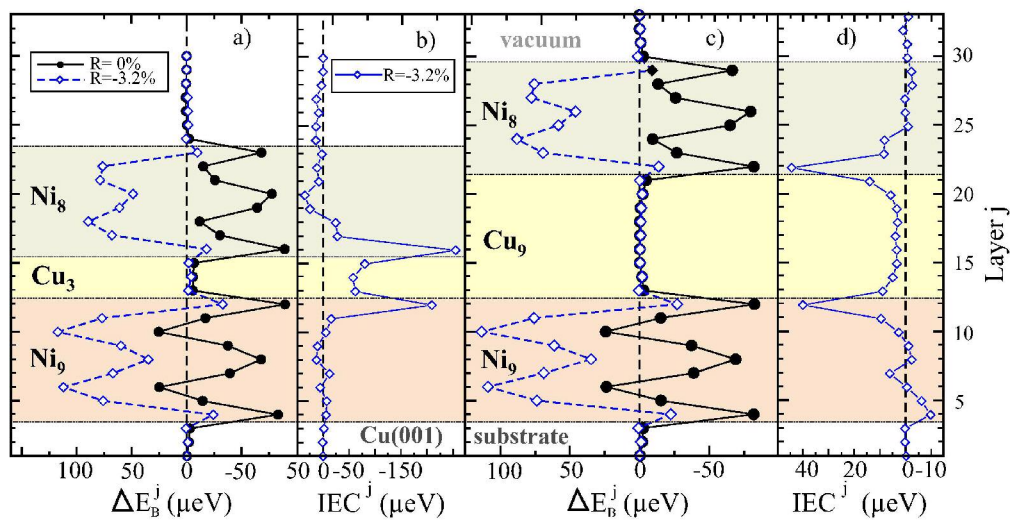 a)
b)
vacuum
c)
d)
R= 0%
R=-3.2%
R=-3.2%
Ni8
Cu3
Ni9
Ni8
Cu9
Ni9
Cu(001)
substrate
30
25
20
15
10
5
Layer j
100 50 0 -50
50 0 -50 -150
100 50 0 -50
40 20 0 -10
ΔE_B^j (µeV)
IEC^j (µeV)
ΔE_B^j (µeV)
IEC^j (µeV)